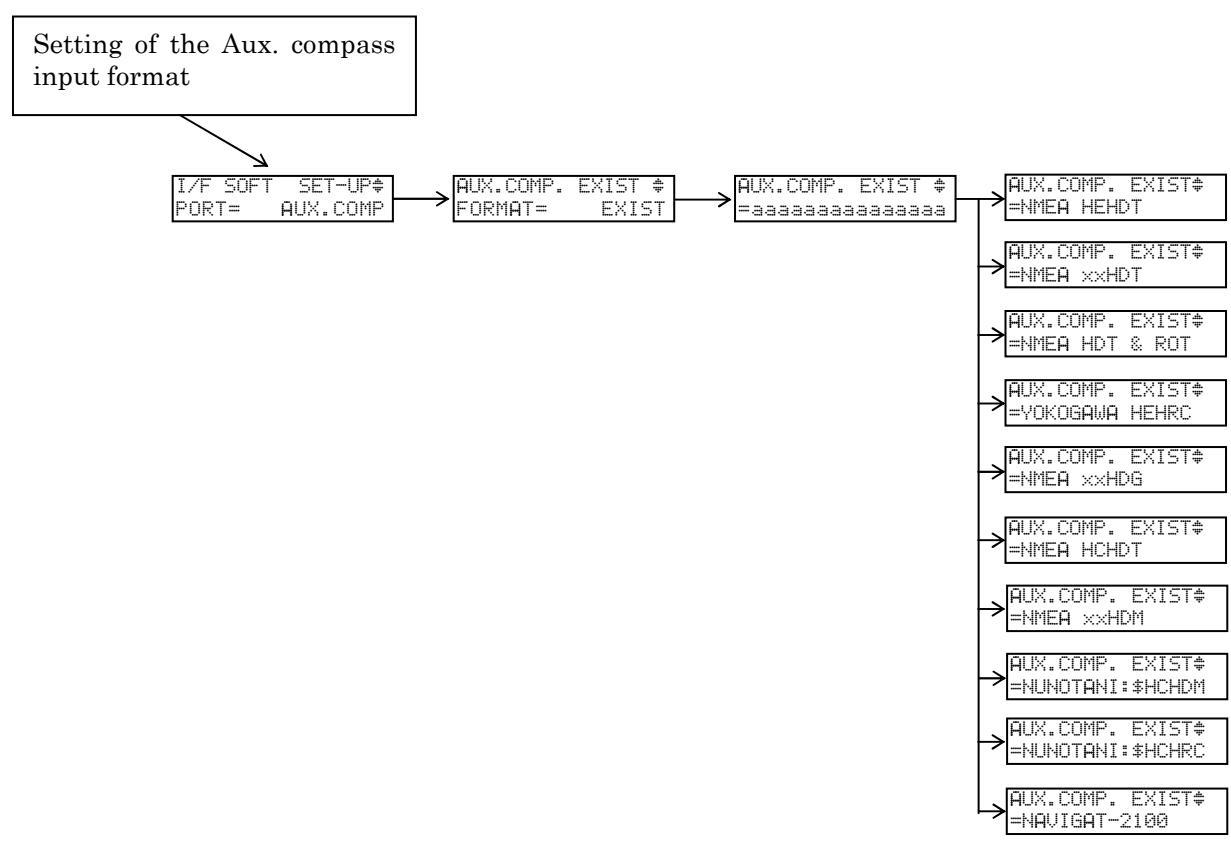 Setting of the Aux. compass
input format
I/F SOFT SET-UP
PORT= AUX.COMP
AUX.COMP. EXIST
FORMAT= EXIST
AUX.COMP. EXIST
=aaaaaaaaaaaaaaa
AUX.COMP. EXIST
=NMEA HEHDT
AUX.COMP. EXIST
=NMEA xxHDT
AUX.COMP. EXIST
=NMEA HDT & ROT
AUX.COMP. EXIST
=YOKOGAWA HEHRC
AUX.COMP. EXIST
=NMEA xxHDG
AUX.COMP. EXIST
=NMEA HCHDT
AUX.COMP. EXIST
=NMEA xxHDM
AUX.COMP. EXIST
=NUNOTANI:$HCHDM
AUX.COMP. EXIST
=NUNOTANI:$HCHRC
AUX.COMP. EXIST
=NAVIGAT-2100